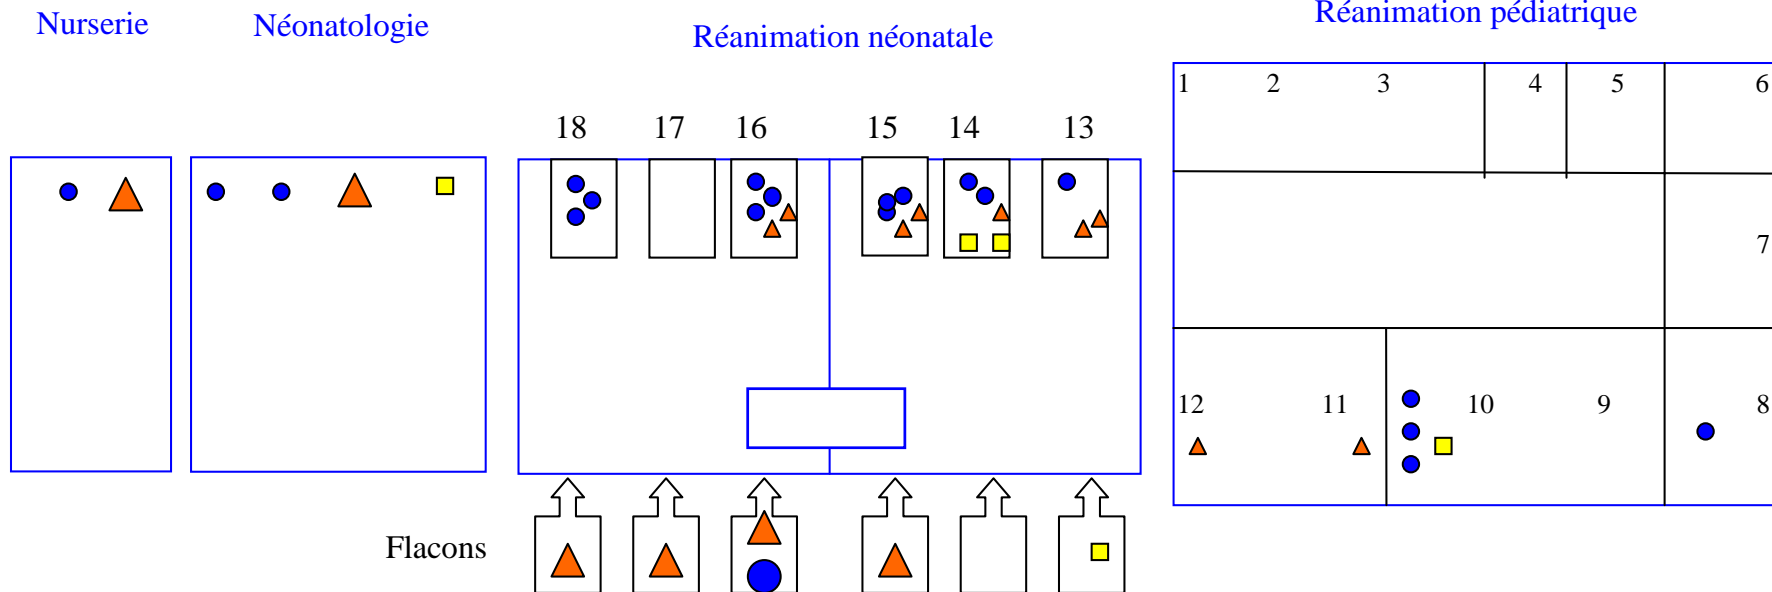 Nurserie
Néonatologie
Réanimation néonatale
Réanimation pédiatrique
18 17 16 15 14 13
1 2 3 4 5 6
7
12 11 10 9 8
Flacons